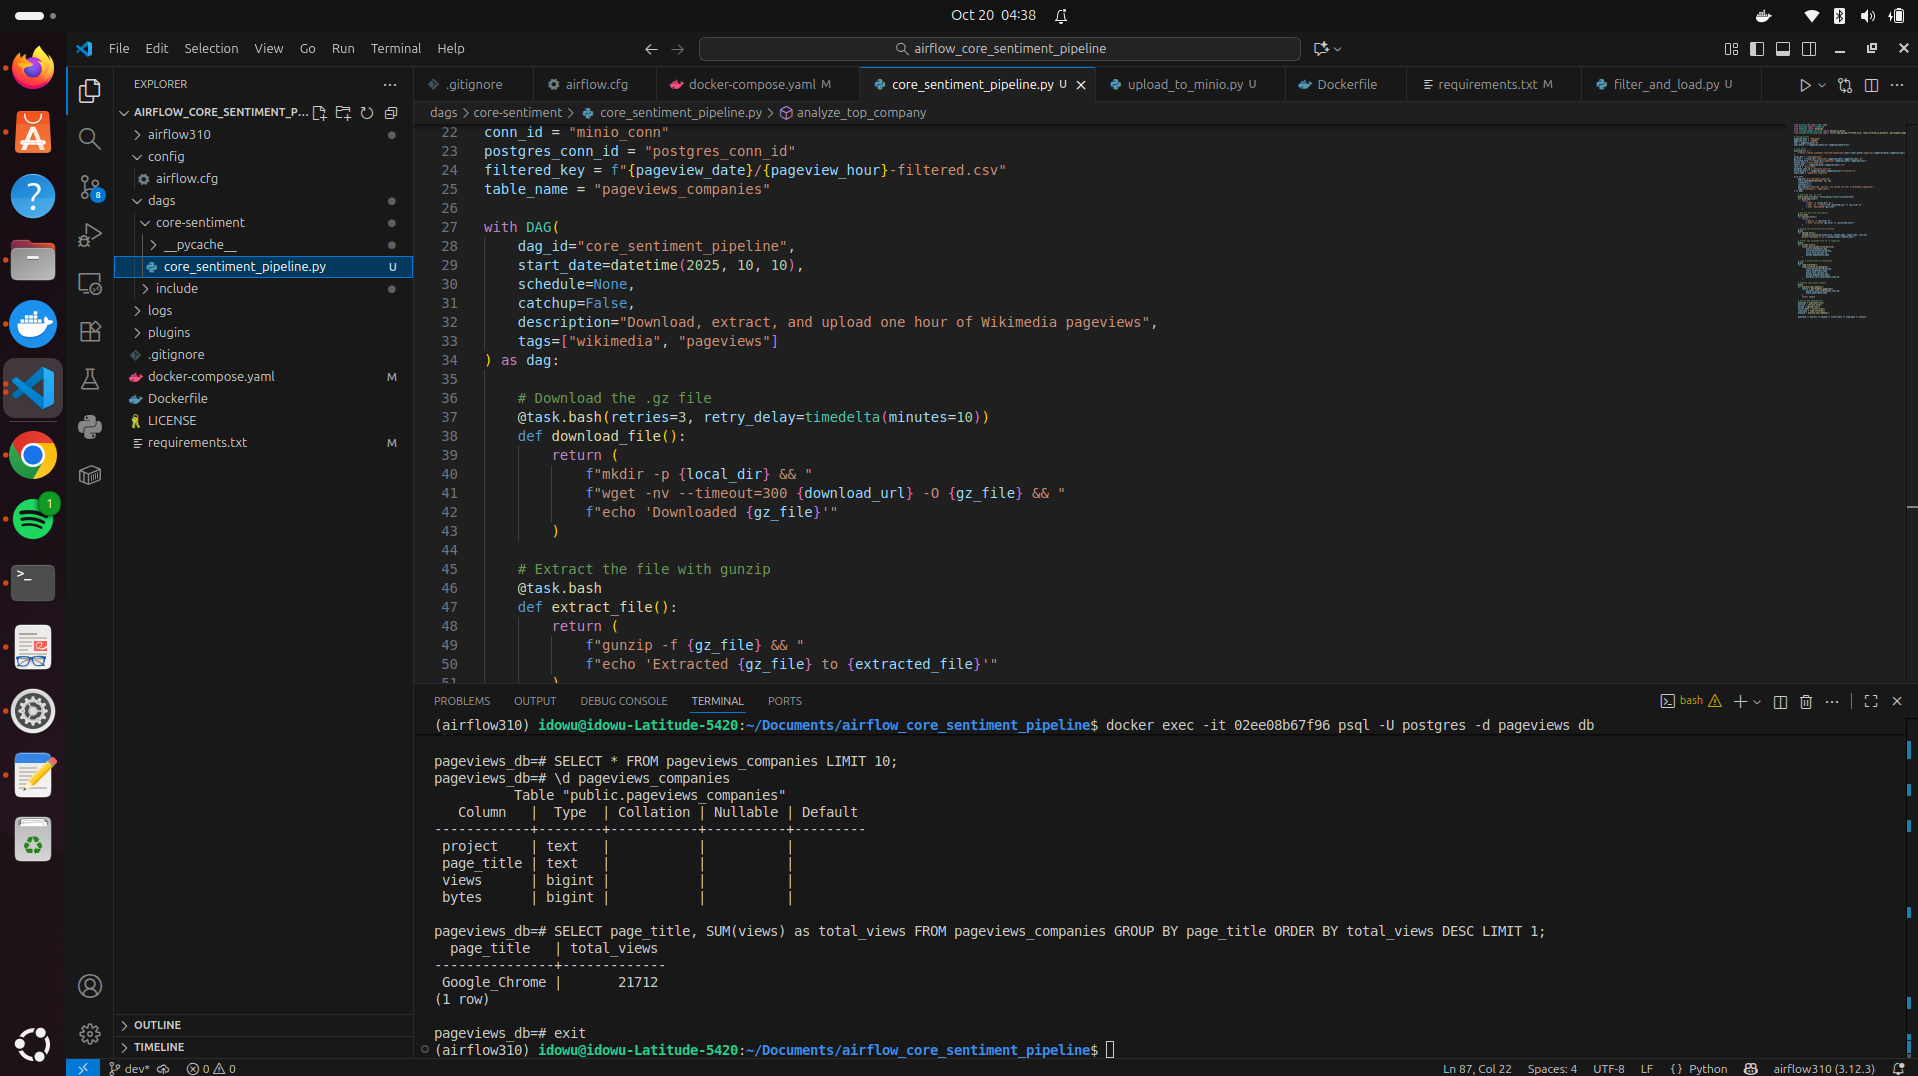 Oct 20 04:38
File Edit Selection View Go Run Terminal Help
airflow_core_sentiment_pipeline
EXPLORER
AIRFLOW_CORE_SENTIMENT_P...
airflow310
config
airflow.cfg
dags
core-sentiment
__pycache__
core_sentiment_pipeline.py U
include
logs
plugins
.gitignore
docker-compose.yaml M
Dockerfile
LICENSE
requirements.txt M
OUTLINE
TIMELINE
8
1
.gitignore airflow.cfg docker-compose.yaml M core_sentiment_pipeline.py U upload_to_minio.py U Dockerfile requirements.txt M filter_and_load.py U
dags > core-sentiment > core_sentiment_pipeline.py > analyze_top_company
22 conn_id = "minio_conn"
23 postgres_conn_id = "postgres_conn_id"
24 filtered_key = f"{pageview_date}/{pageview_hour}-filtered.csv"
25 table_name = "pageviews_companies"
26
27 with DAG(
28 dag_id="core_sentiment_pipeline",
29 start_date=datetime(2025, 10, 10),
30 schedule=None,
31 catchup=False,
32 description="Download, extract, and upload one hour of Wikimedia pageviews",
33 tags=["wikimedia", "pageviews"]
34 ) as dag:
35
36 # Download the .gz file
37 @task.bash(retries=3, retry_delay=timedelta(minutes=10))
38 def download_file():
39 return (
40 f"mkdir -p {local_dir} && "
41 f"wget -nv --timeout=300 {download_url} -O {gz_file} && "
42 f"echo 'Downloaded {gz_file}'"
43 )
44
45 # Extract the file with gunzip
46 @task.bash
47 def extract_file():
48 return (
49 f"gunzip -f {gz_file} && "
50 f"echo 'Extracted {gz_file} to {extracted_file}'"
51 )
PROBLEMS OUTPUT DEBUG CONSOLE TERMINAL PORTS
bash
(airflow310) idowu@idowu-Latitude-5420:~/Documents/airflow_core_sentiment_pipeline$ docker exec -it 02ee08b67f96 psql -U postgres -d pageviews db
pageviews_db=# SELECT * FROM pageviews_companies LIMIT 10;
pageviews_db=# \d pageviews_companies
Table "public.pageviews_companies"
Column | Type | Collation | Nullable | Default
------------+--------+-----------+----------+---------
project | text | | |
page_title | text | | |
views | bigint | | |
bytes | bigint | | |
pageviews_db=# SELECT page_title, SUM(views) as total_views FROM pageviews_companies GROUP BY page_title ORDER BY total_views DESC LIMIT 1;
page_title | total_views
---------------+-------------
Google_Chrome | 21712
(1 row)
pageviews_db=# exit
(airflow310) idowu@idowu-Latitude-5420:~/Documents/airflow_core_sentiment_pipeline$
dev* 0 0 Ln 87, Col 22 Spaces: 4 UTF-8 LF {} Python airflow310 (3.12.3)